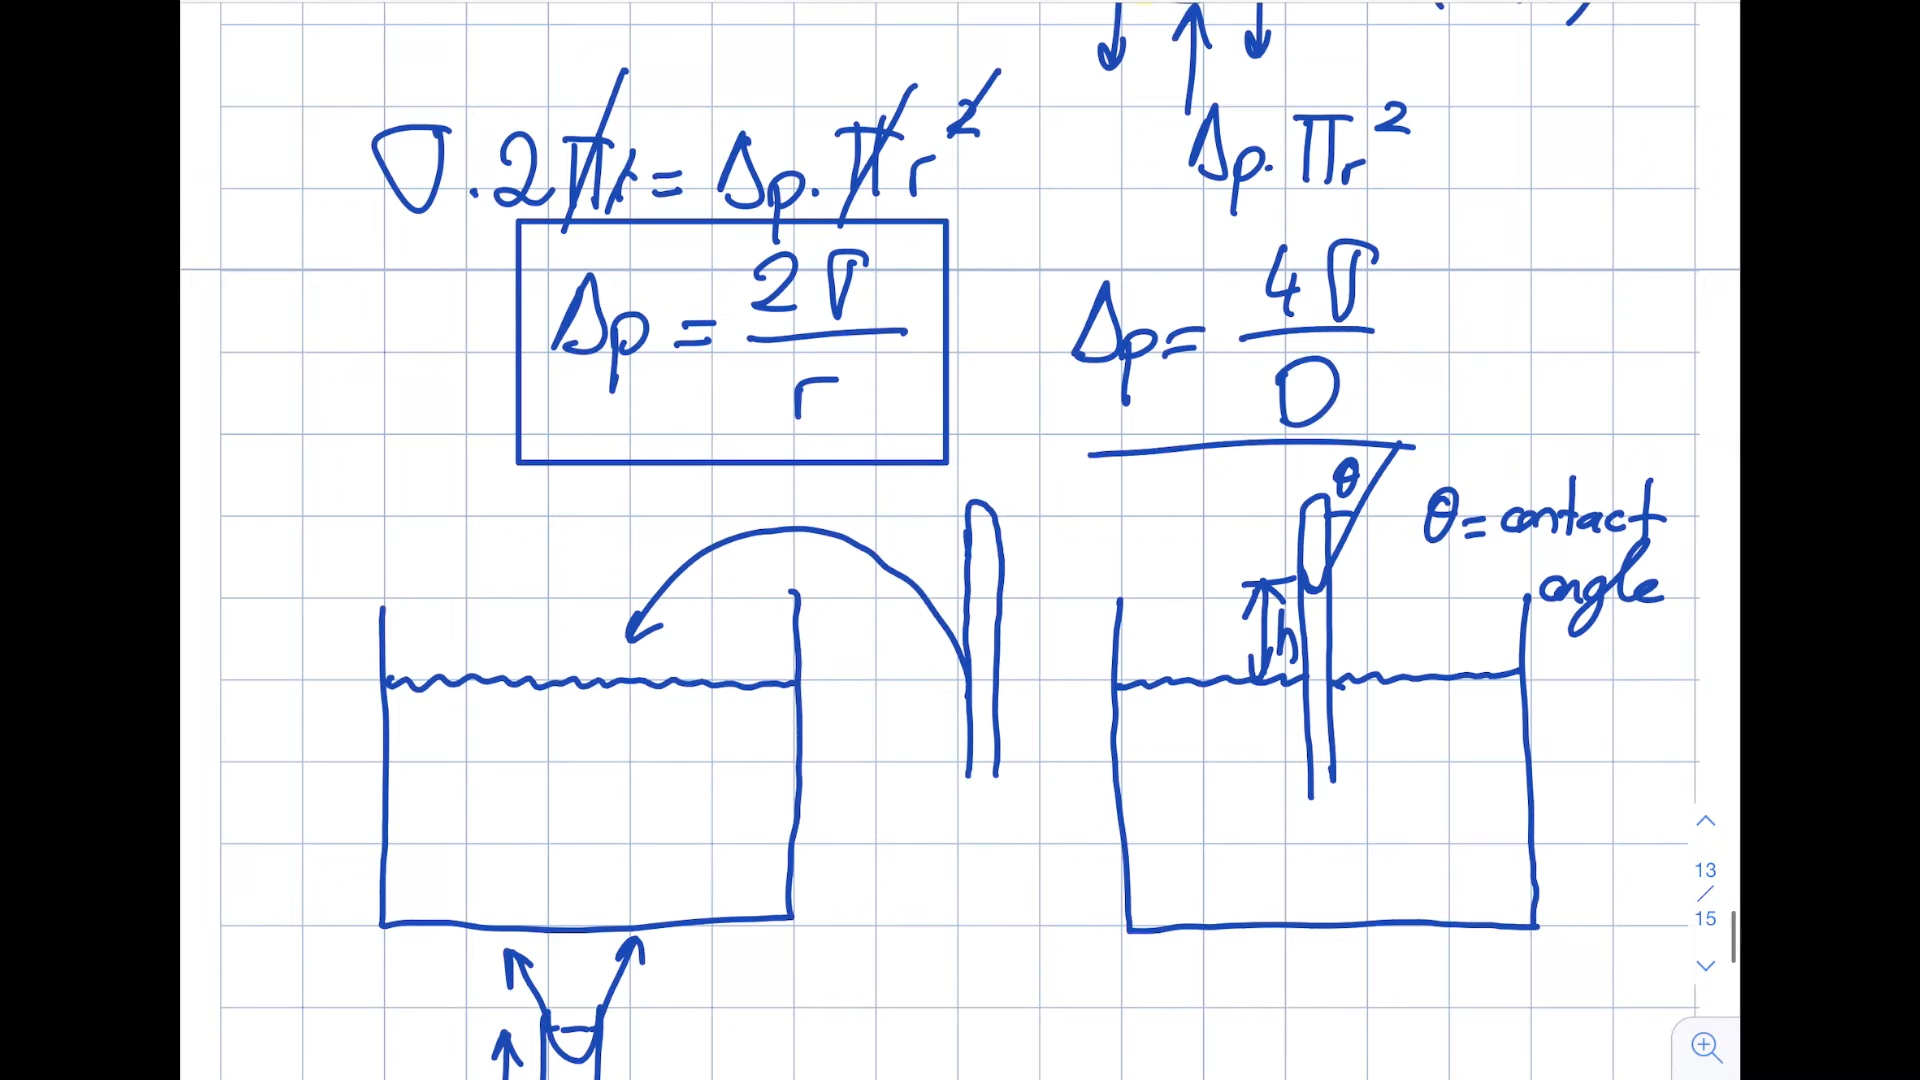 σ.2πr = Δp.πr²
Δp.πr²
Δp = 2σ/r
Δp = 4σ/D
θ
θ = contact
angle
h
13
/
15